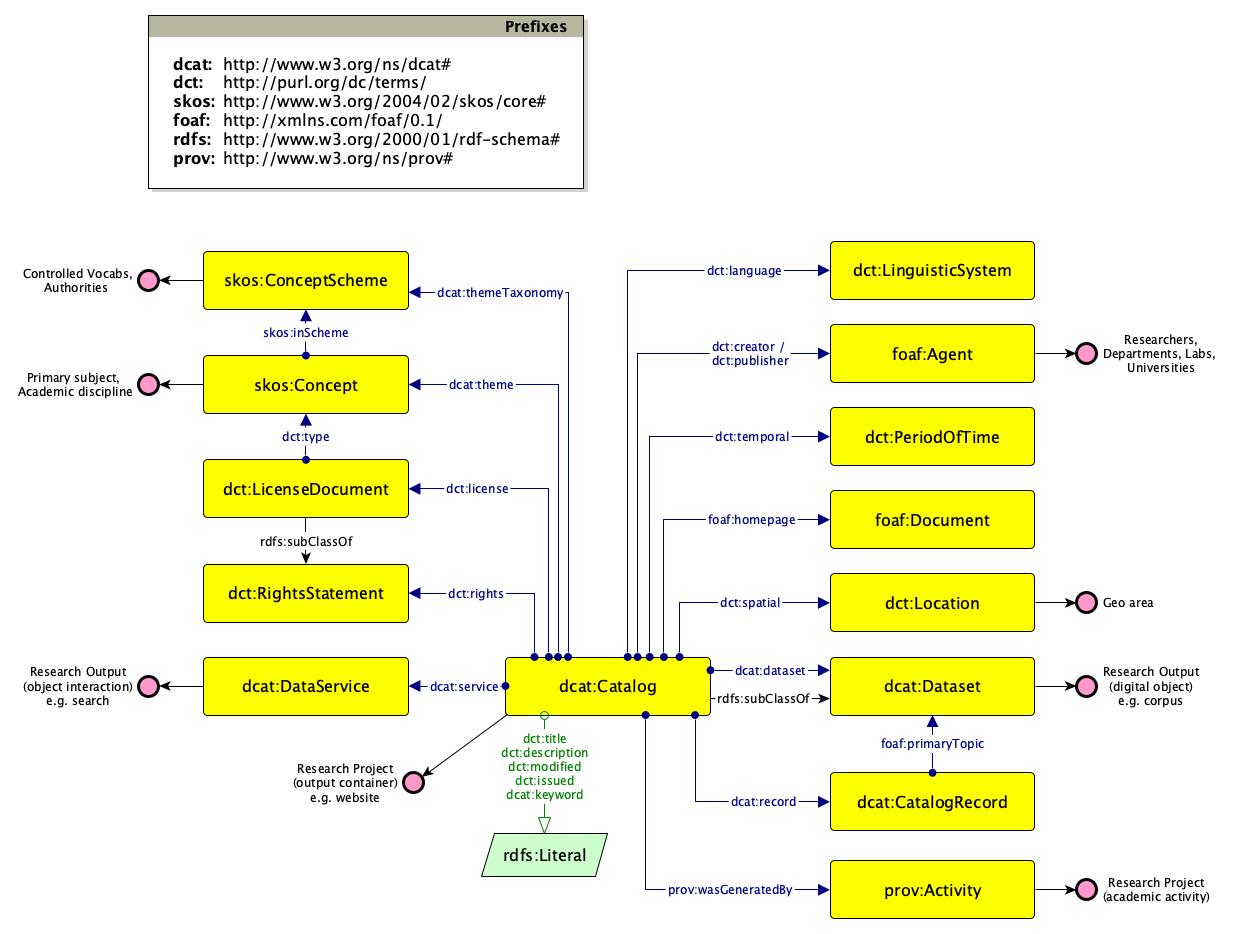 Prefixes
dcat: http://www.w3.org/ns/dcat#
dct: http://purl.org/dc/terms/
skos: http://www.w3.org/2004/02/skos/core#
foaf: http://xmlns.com/foaf/0.1/
rdfs: http://www.w3.org/2000/01/rdf-schema#
prov: http://www.w3.org/ns/prov#
Controlled Vocabs,
Authorities
skos:ConceptScheme
dcat:themeTaxonomy
skos:inScheme
Primary subject,
Academic discipline
skos:Concept
dcat:theme
dct:type
dct:LicenseDocument
dct:license
rdfs:subClassOf
dct:RightsStatement
dct:rights
Research Output
(object interaction)
e.g. search
dcat:DataService
dcat:service
dcat:Catalog
Research Project
(output container)
e.g. website
dct:title
dct:description
dct:modified
dct:issued
dcat:keyword
rdfs:Literal
dct:language
dct:LinguisticSystem
dct:creator /
dct:publisher
foaf:Agent
Researchers,
Departments, Labs,
Universities
dct:temporal
dct:PeriodOfTime
foaf:homepage
foaf:Document
dct:spatial
dct:Location
Geo area
dcat:dataset
rdfs:subClassOf
dcat:Dataset
Research Output
(digital object)
e.g. corpus
foaf:primaryTopic
dcat:record
dcat:CatalogRecord
prov:wasGeneratedBy
prov:Activity
Research Project
(academic activity)